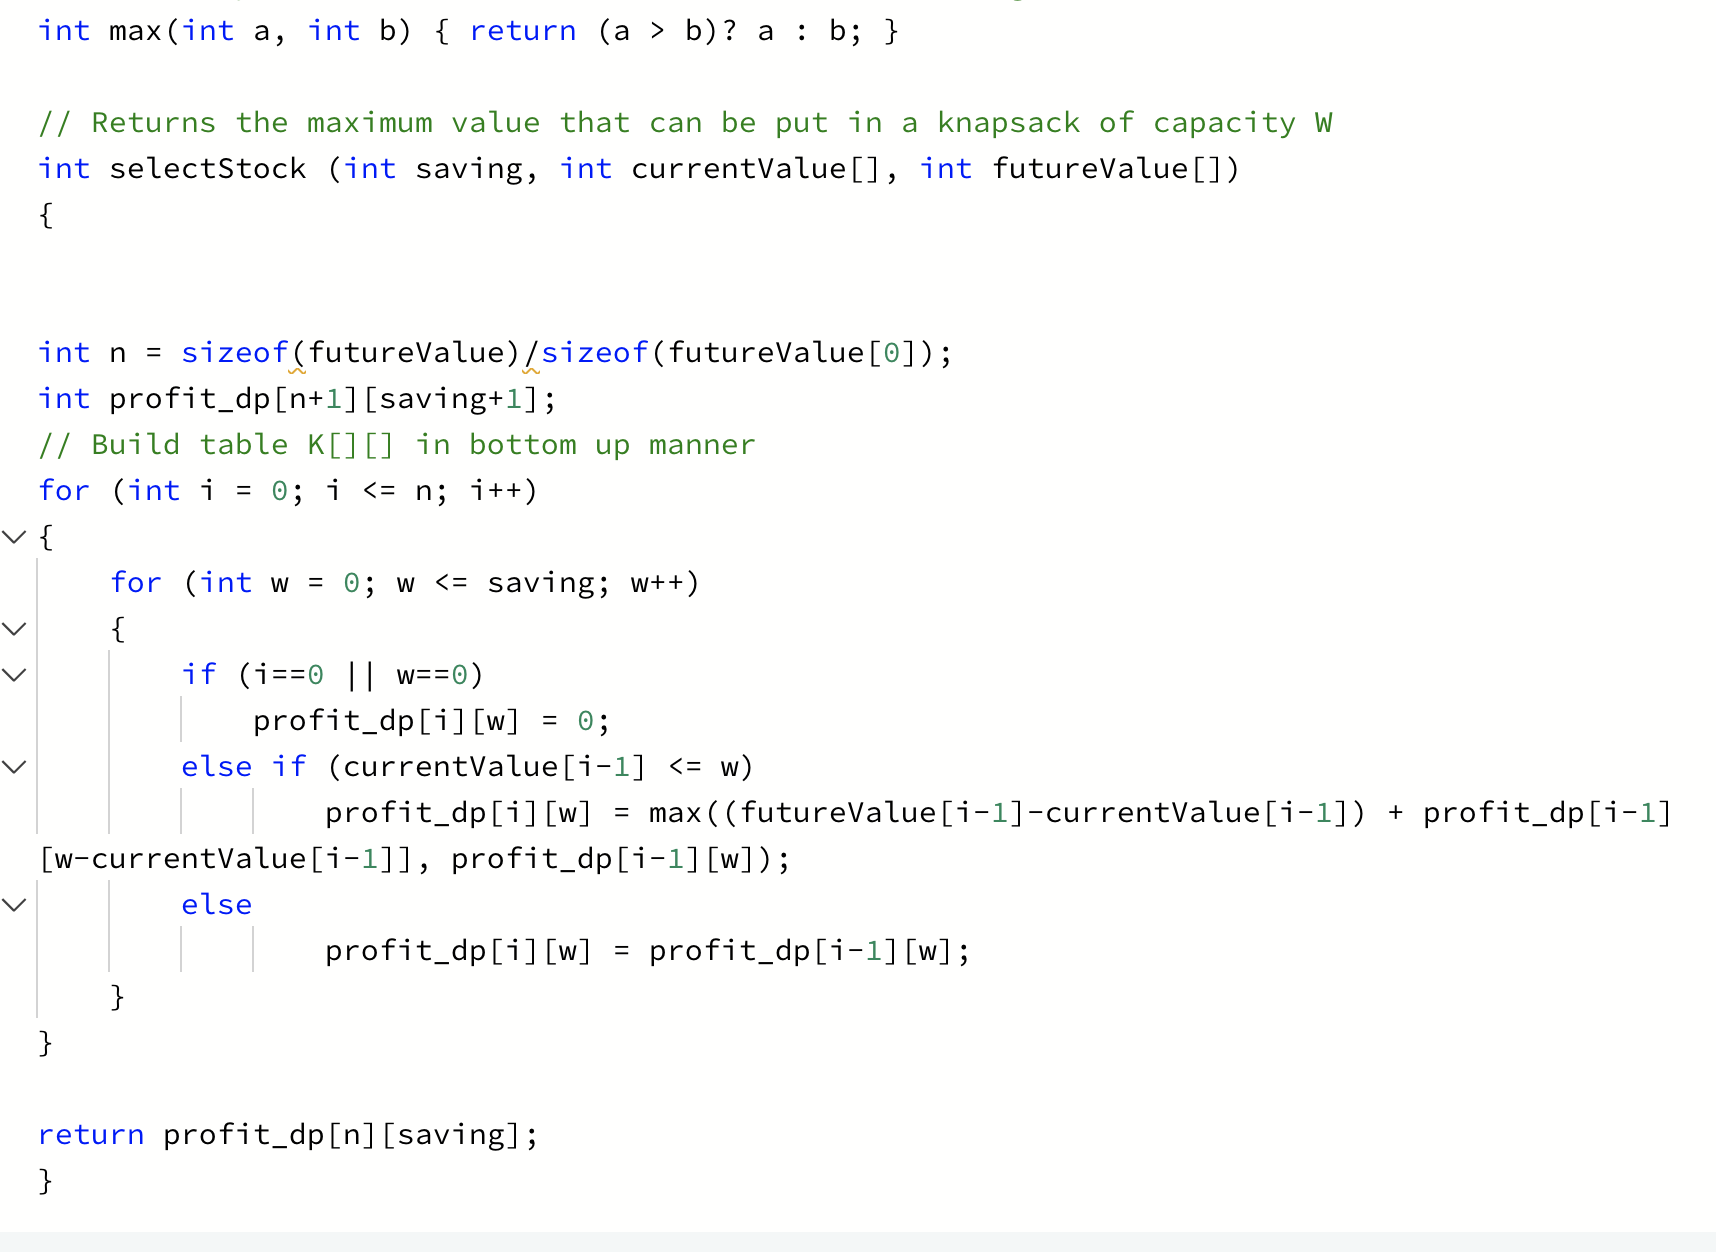 int max(int a, int b) { return (a > b)? a : b; }
// Returns the maximum value that can be put in a knapsack of capacity W
int selectStock (int saving, int currentValue[], int futureValue[])
{
int n = sizeof(futureValue)/sizeof(futureValue[0]);
int profit_dp[n+1][saving+1];
// Build table K[][] in bottom up manner
for (int i = 0; i <= n; i++)
{
    for (int w = 0; w <= saving; w++)
    {
        if (i==0 || w==0)
            profit_dp[i][w] = 0;
        else if (currentValue[i-1] <= w)
                profit_dp[i][w] = max((futureValue[i-1]-currentValue[i-1]) + profit_dp[i-1]
[w-currentValue[i-1]], profit_dp[i-1][w]);
        else
                profit_dp[i][w] = profit_dp[i-1][w];
    }
}
return profit_dp[n][saving];
}